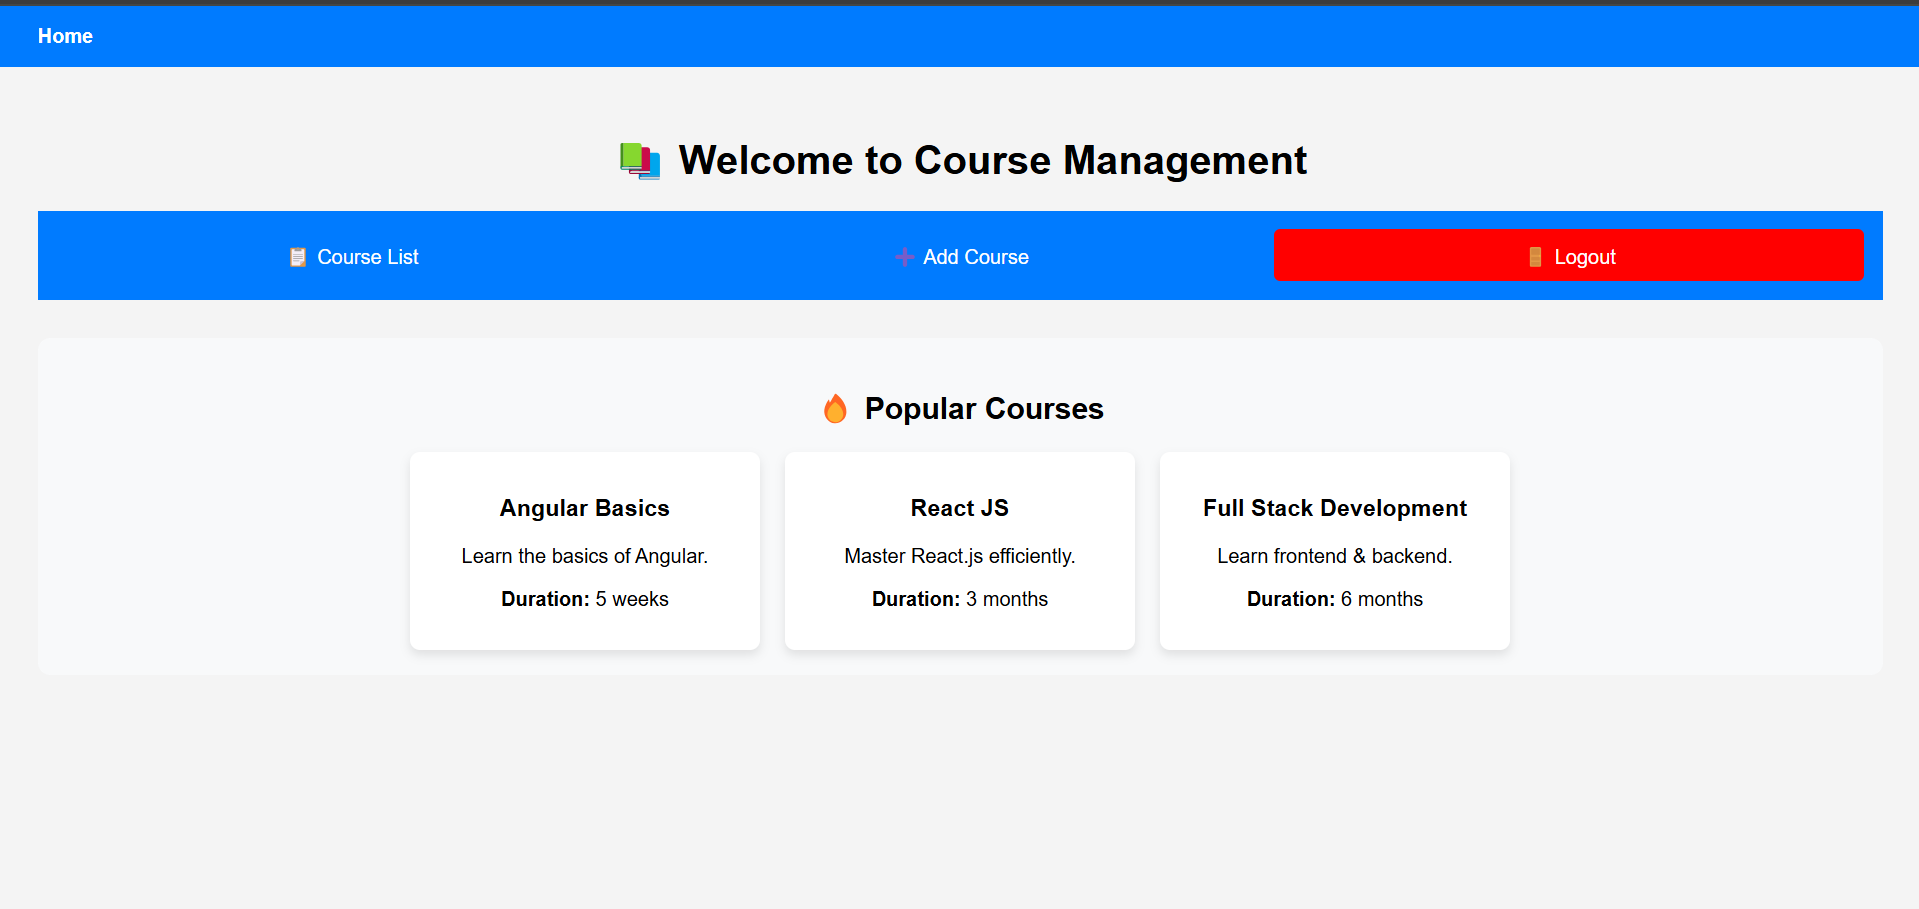 Home
Welcome to Course Management
Course List
Add Course
Logout
Popular Courses
Angular Basics
Learn the basics of Angular.
Duration: 5 weeks
React JS
Master React.js efficiently.
Duration: 3 months
Full Stack Development
Learn frontend & backend.
Duration: 6 months